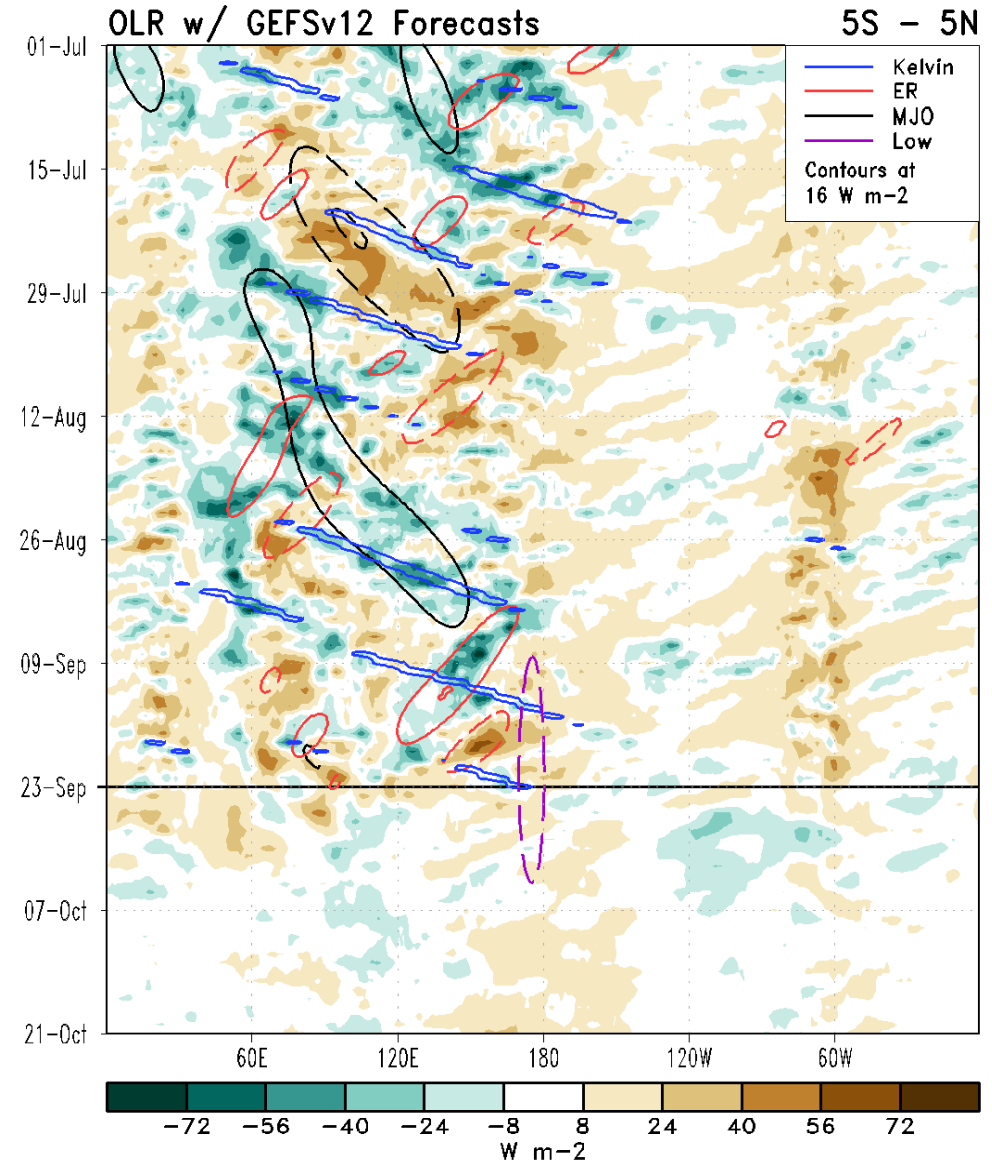 OLR w/ GEFSv12 Forecasts 5S - 5N
Kelvin
ER
MJO
Low
Contours at
16 W m-2
01-Jul
15-Jul
29-Jul
12-Aug
26-Aug
09-Sep
23-Sep
07-Oct
21-Oct
60E 120E 180 120W 60W
-72 -56 -40 -24 -8 8 24 40 56 72
W m-2